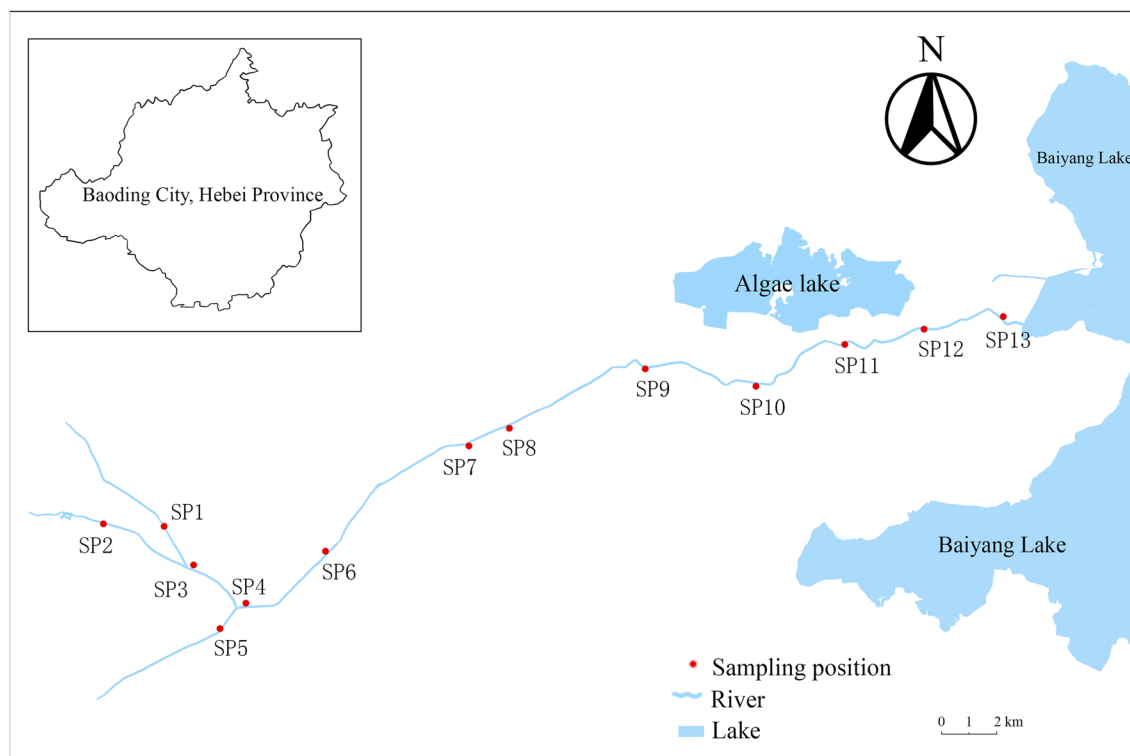 N
Baiyang Lake
Baoding City, Hebei Province
Algae lake
SP13
SP12
SP11
SP9
SP10
SP8
SP7
SP1
SP2
SP3
SP4
SP5
SP6
Baiyang Lake
Sampling position
River
Lake
0 1 2 km